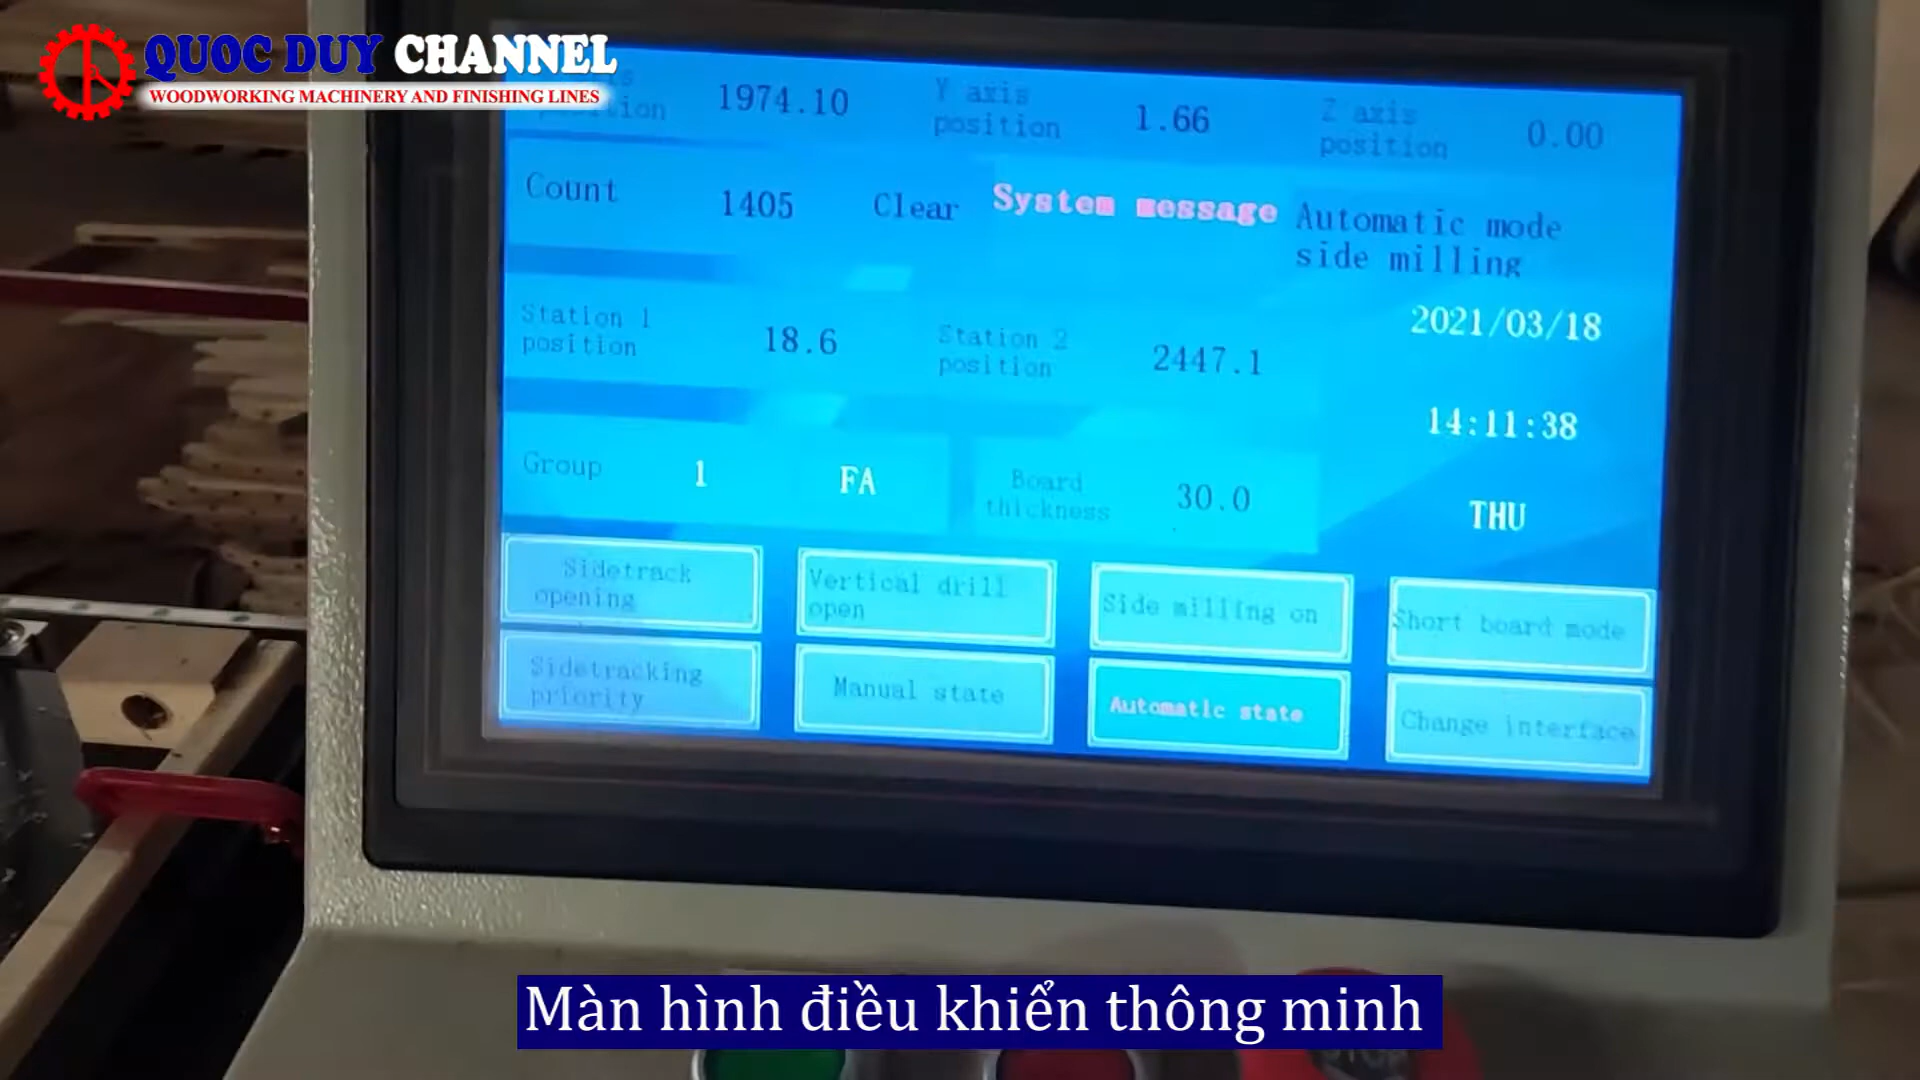 QUOC DUY CHANNEL
WOODWORKING MACHINERY AND FINISHING LINES
position 1974.10
Y axis position 1.66
Z axis position 0.00
Count 1405 Clear
System message
Automatic mode
side milling
Station 1 position 18.6
Station 2 position 2447.1
2021/03/18
14:11:38
Group 1 FA
Board thickness 30.0
THU
Sidetrack opening
Vertical drill open
Side milling on
Short board mode
Sidetracking priority
Manual state
Automatic state
Change interface
Màn hình điều khiển thông minh
STOP